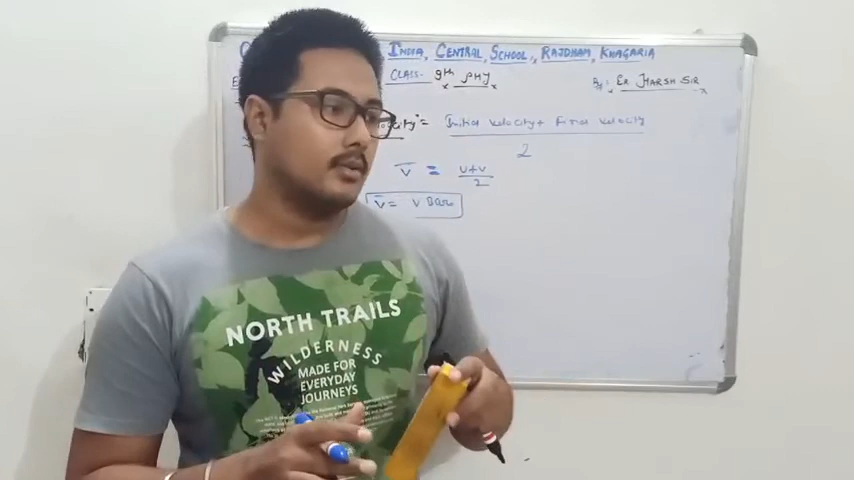 INDIA, CENTRAL, SCHOOL, RAJDHAM, KHAGARIA
CLASS- 9th PHY
By:- Er HARSH SIR
= Initial velocity + Final velocity
2
v = u+v
2
v = v Bar
NORTH TRAILS
WILDERNESS
MADE FOR
EVERYDAY
JOURNEYS